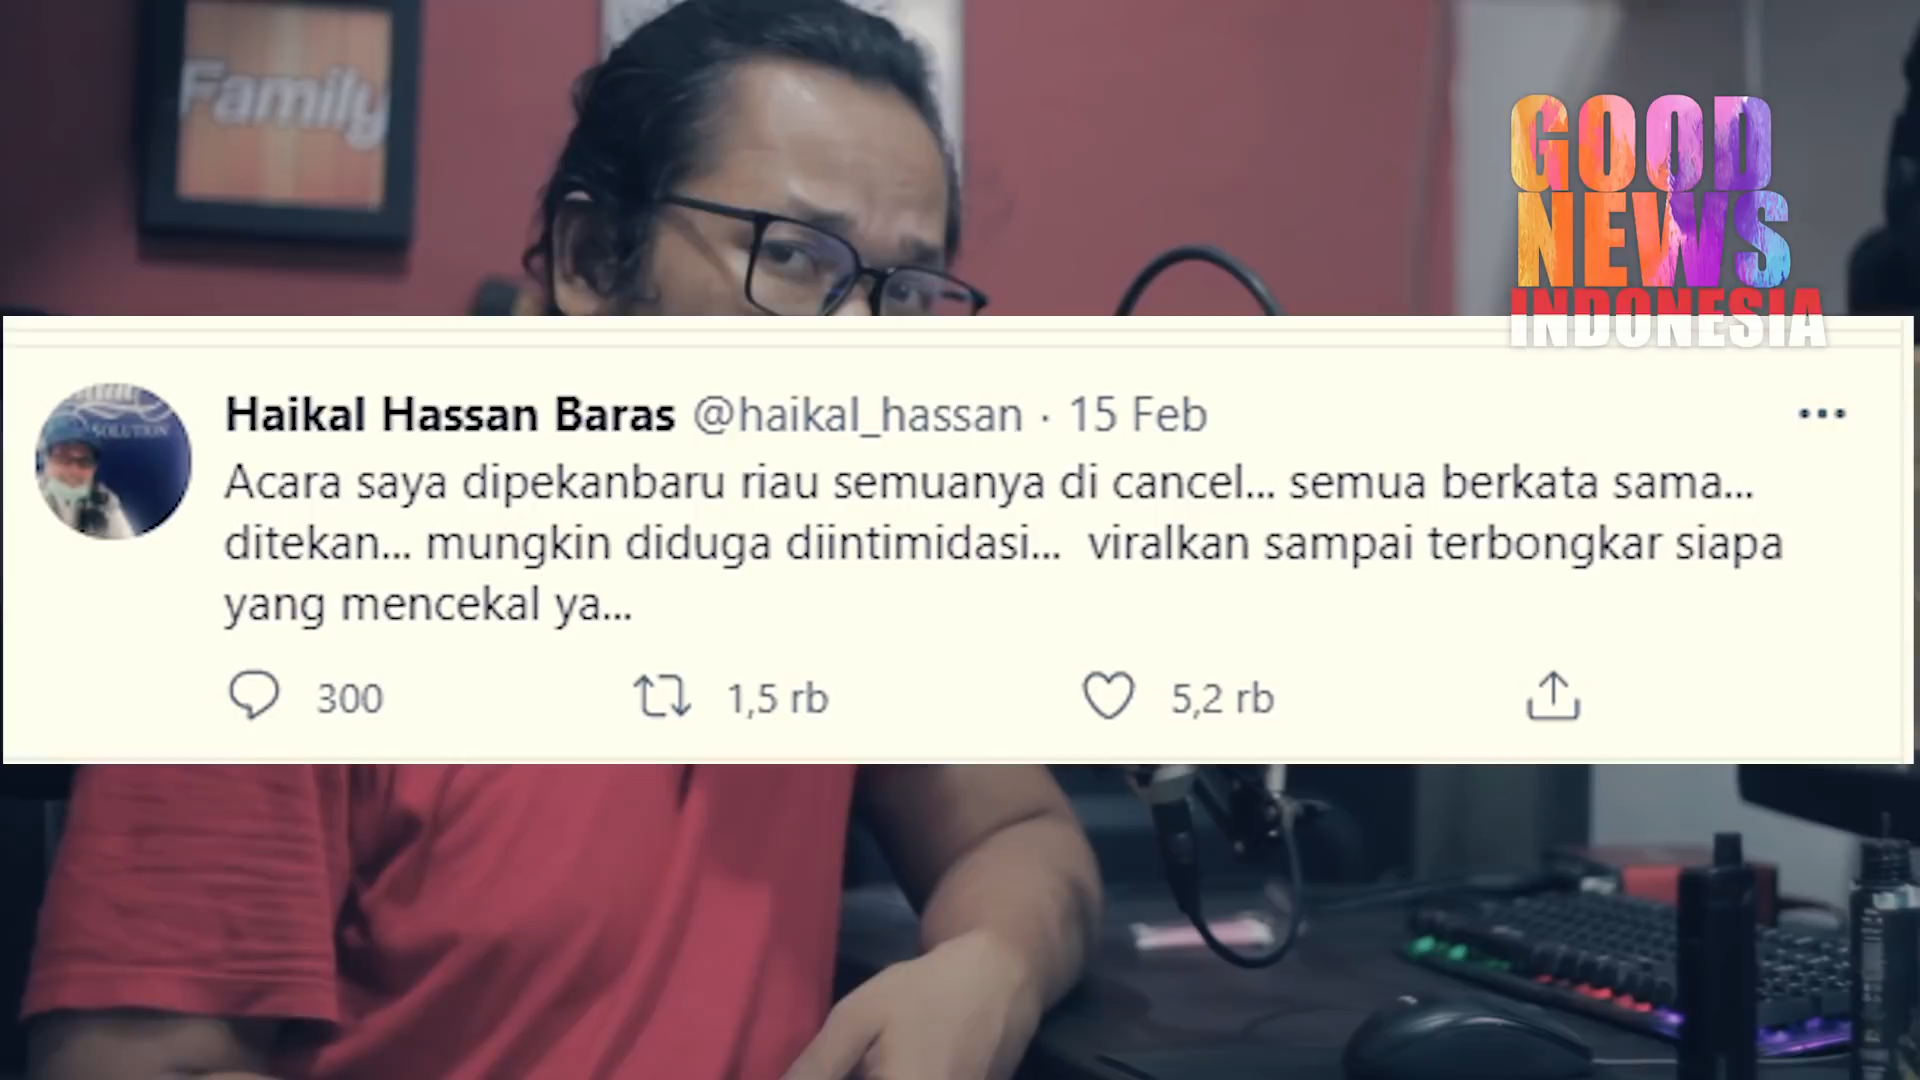 Family
GOOD
NEWS
INDONESIA
SOLUTION
Haikal Hassan Baras @haikal_hassan · 15 Feb
Acara saya dipekanbaru riau semuanya di cancel... semua berkata sama...
ditekan... mungkin diduga diintimidasi... viralkan sampai terbongkar siapa
yang mencekal ya...
300 1,5 rb 5,2 rb